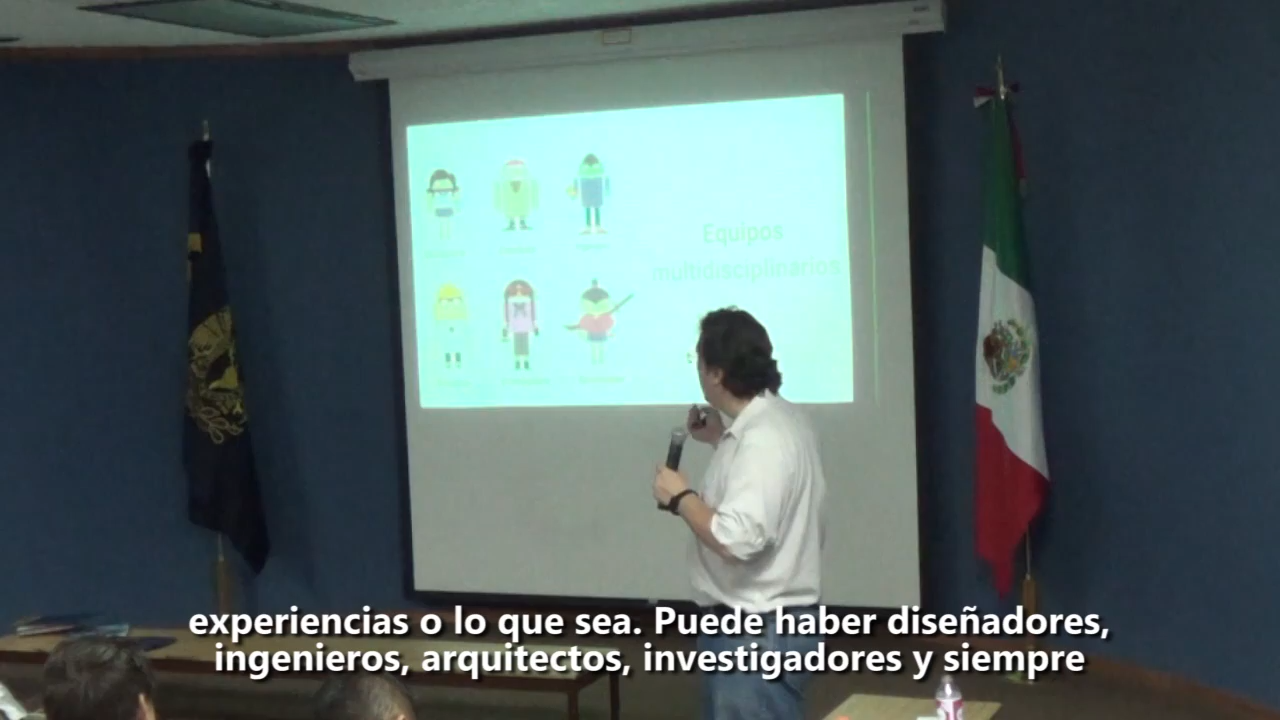 Equipos
multidisciplinarios
experiencias o lo que sea. Puede haber diseñadores,
ingenieros, arquitectos, investigadores y siempre